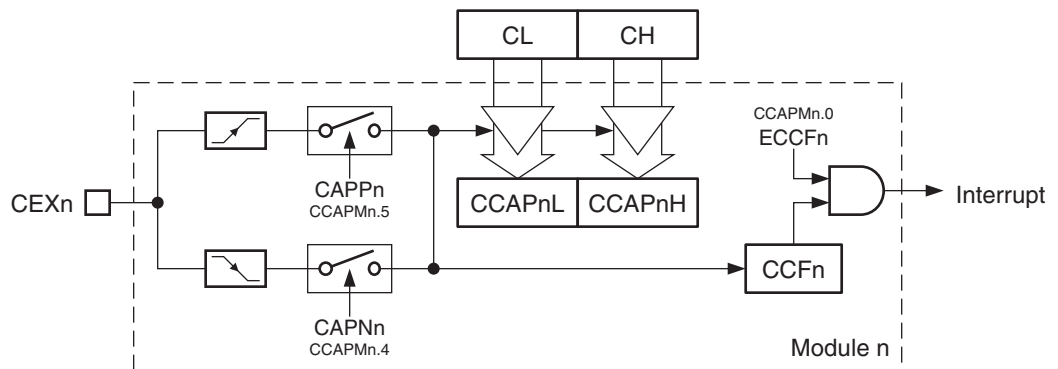 CL CH
CCAPMn.0
ECCFn
CAPPn
CCAPMn.5
CEXn
CCAPnL CCAPnH
Interrupt
CCFn
CAPNn
CCAPMn.4
Module n